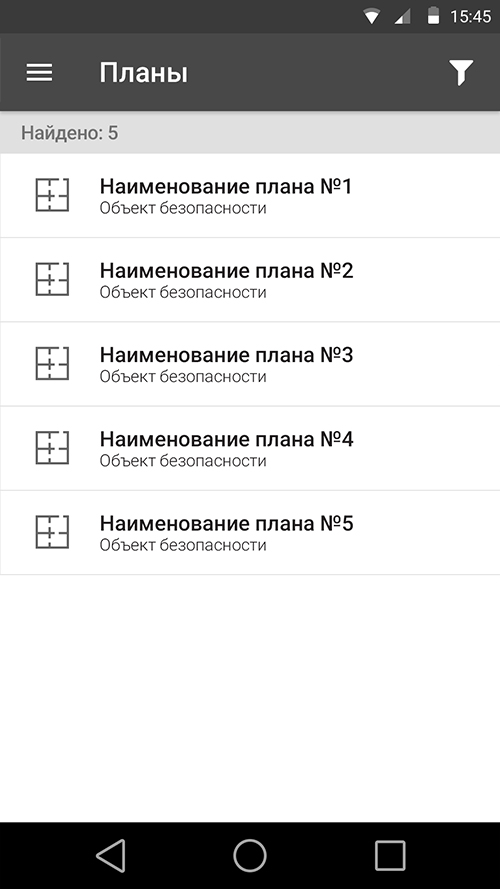 15:45
Планы
Найдено: 5
Наименование плана №1
Объект безопасности
Наименование плана №2
Объект безопасности
Наименование плана №3
Объект безопасности
Наименование плана №4
Объект безопасности
Наименование плана №5
Объект безопасности